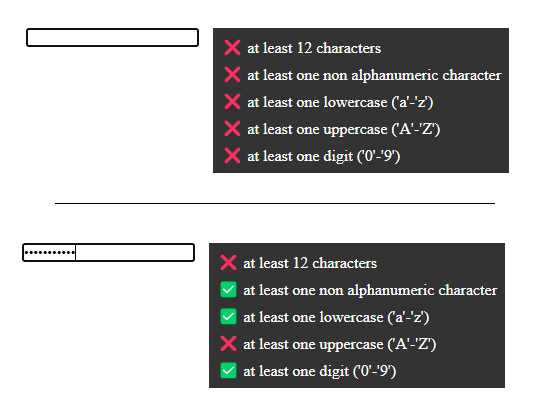 ❌ at least 12 characters
❌ at least one non alphanumeric character
❌ at least one lowercase ('a'-'z')
❌ at least one uppercase ('A'-'Z')
❌ at least one digit ('0'-'9')
•••••••••••
❌ at least 12 characters
✅ at least one non alphanumeric character
✅ at least one lowercase ('a'-'z')
❌ at least one uppercase ('A'-'Z')
✅ at least one digit ('0'-'9')